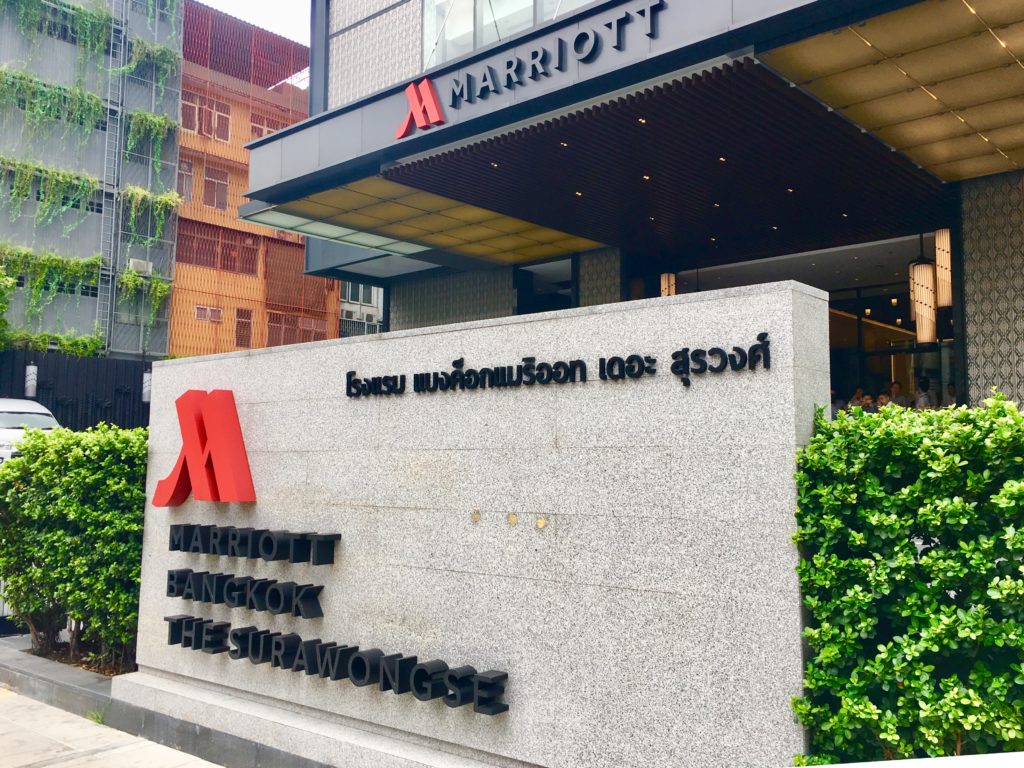 MARRIOTT
โรงแรม แบงค็อกแมริออท เดอะ สุรวงศ์
MARRIOTT
BANGKOK
THE SURAWONGSE